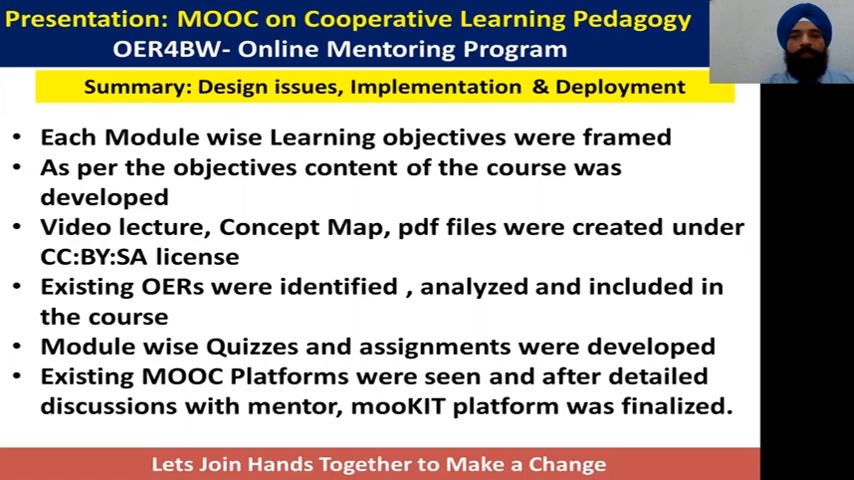 Presentation: MOOC on Cooperative Learning Pedagogy
OER4BW- Online Mentoring Program
Summary: Design issues, Implementation & Deployment
• Each Module wise Learning objectives were framed
• As per the objectives content of the course was
developed
• Video lecture, Concept Map, pdf files were created under
CC:BY:SA license
• Existing OERs were identified , analyzed and included in
the course
• Module wise Quizzes and assignments were developed
• Existing MOOC Platforms were seen and after detailed
discussions with mentor, mooKIT platform was finalized.
Lets Join Hands Together to Make a Change